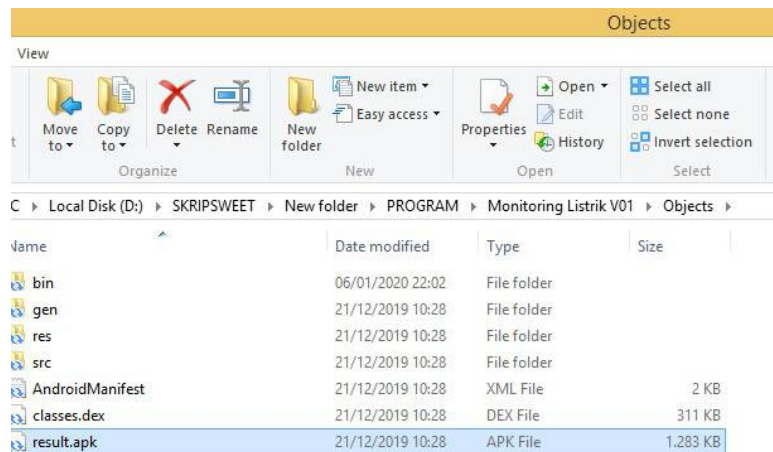 Objects
View
Move to
Copy to
Delete
Rename
New folder
New item
Easy access
Properties
Open
Edit
History
Select all
Select none
Invert selection
Organize
New
Open
Select
C Local Disk (D:) SKRIPSWEET New folder PROGRAM Monitoring Listrik V01 Objects
Name Date modified Type Size
bin 06/01/2020 22:02 File folder
gen 21/12/2019 10:28 File folder
res 21/12/2019 10:28 File folder
src 21/12/2019 10:28 File folder
AndroidManifest 21/12/2019 10:28 XML File 2 KB
classes.dex 21/12/2019 10:28 DEX File 311 KB
result.apk 21/12/2019 10:28 APK File 1.283 KB